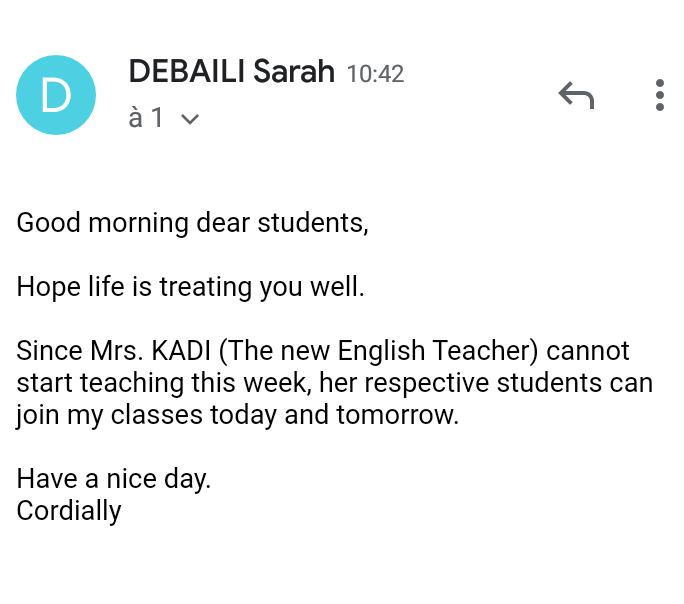 D
DEBAILI Sarah 10:42
à 1
Good morning dear students,
Hope life is treating you well.
Since Mrs. KADI (The new English Teacher) cannot
start teaching this week, her respective students can
join my classes today and tomorrow.
Have a nice day.
Cordially